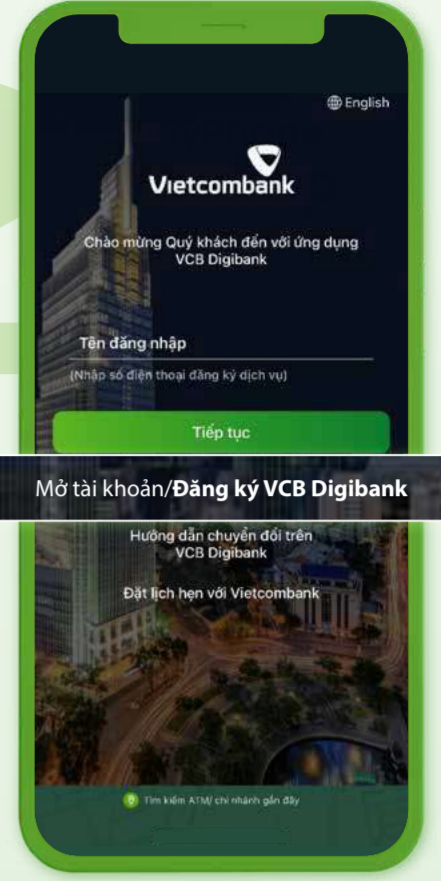 English
Vietcombank
Chào mừng Quý khách đến với ứng dụng
VCB Digibank
Tên đăng nhập
(Nhập số điện thoại đăng ký dịch vụ)
Tiếp tục
Mở tài khoản/Đăng ký VCB Digibank
Hướng dẫn chuyển đổi trên
VCB Digibank
Đặt lịch hẹn với Vietcombank
Tìm kiếm ATM/ chi nhánh gần đây